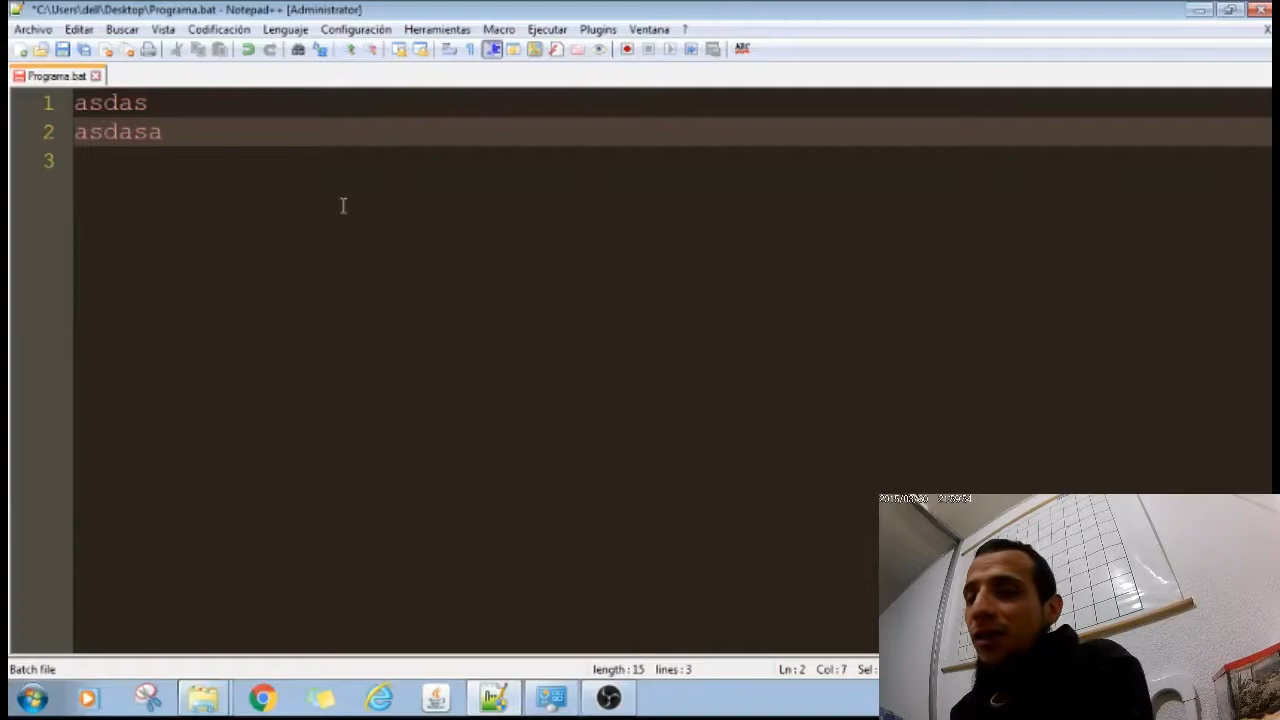 *C:\Users\dell\Desktop\Programa.bat - Notepad++ [Administrator]
Archivo Editar Buscar Vista Codificación Lenguaje Configuración Herramientas Macro Ejecutar Plugins Ventana ? X
ABC
Programa.bat
1 asdas
2 asdasa
3
Batch file length : 15 lines : 3 Ln : 2 Col : 7 Sel :